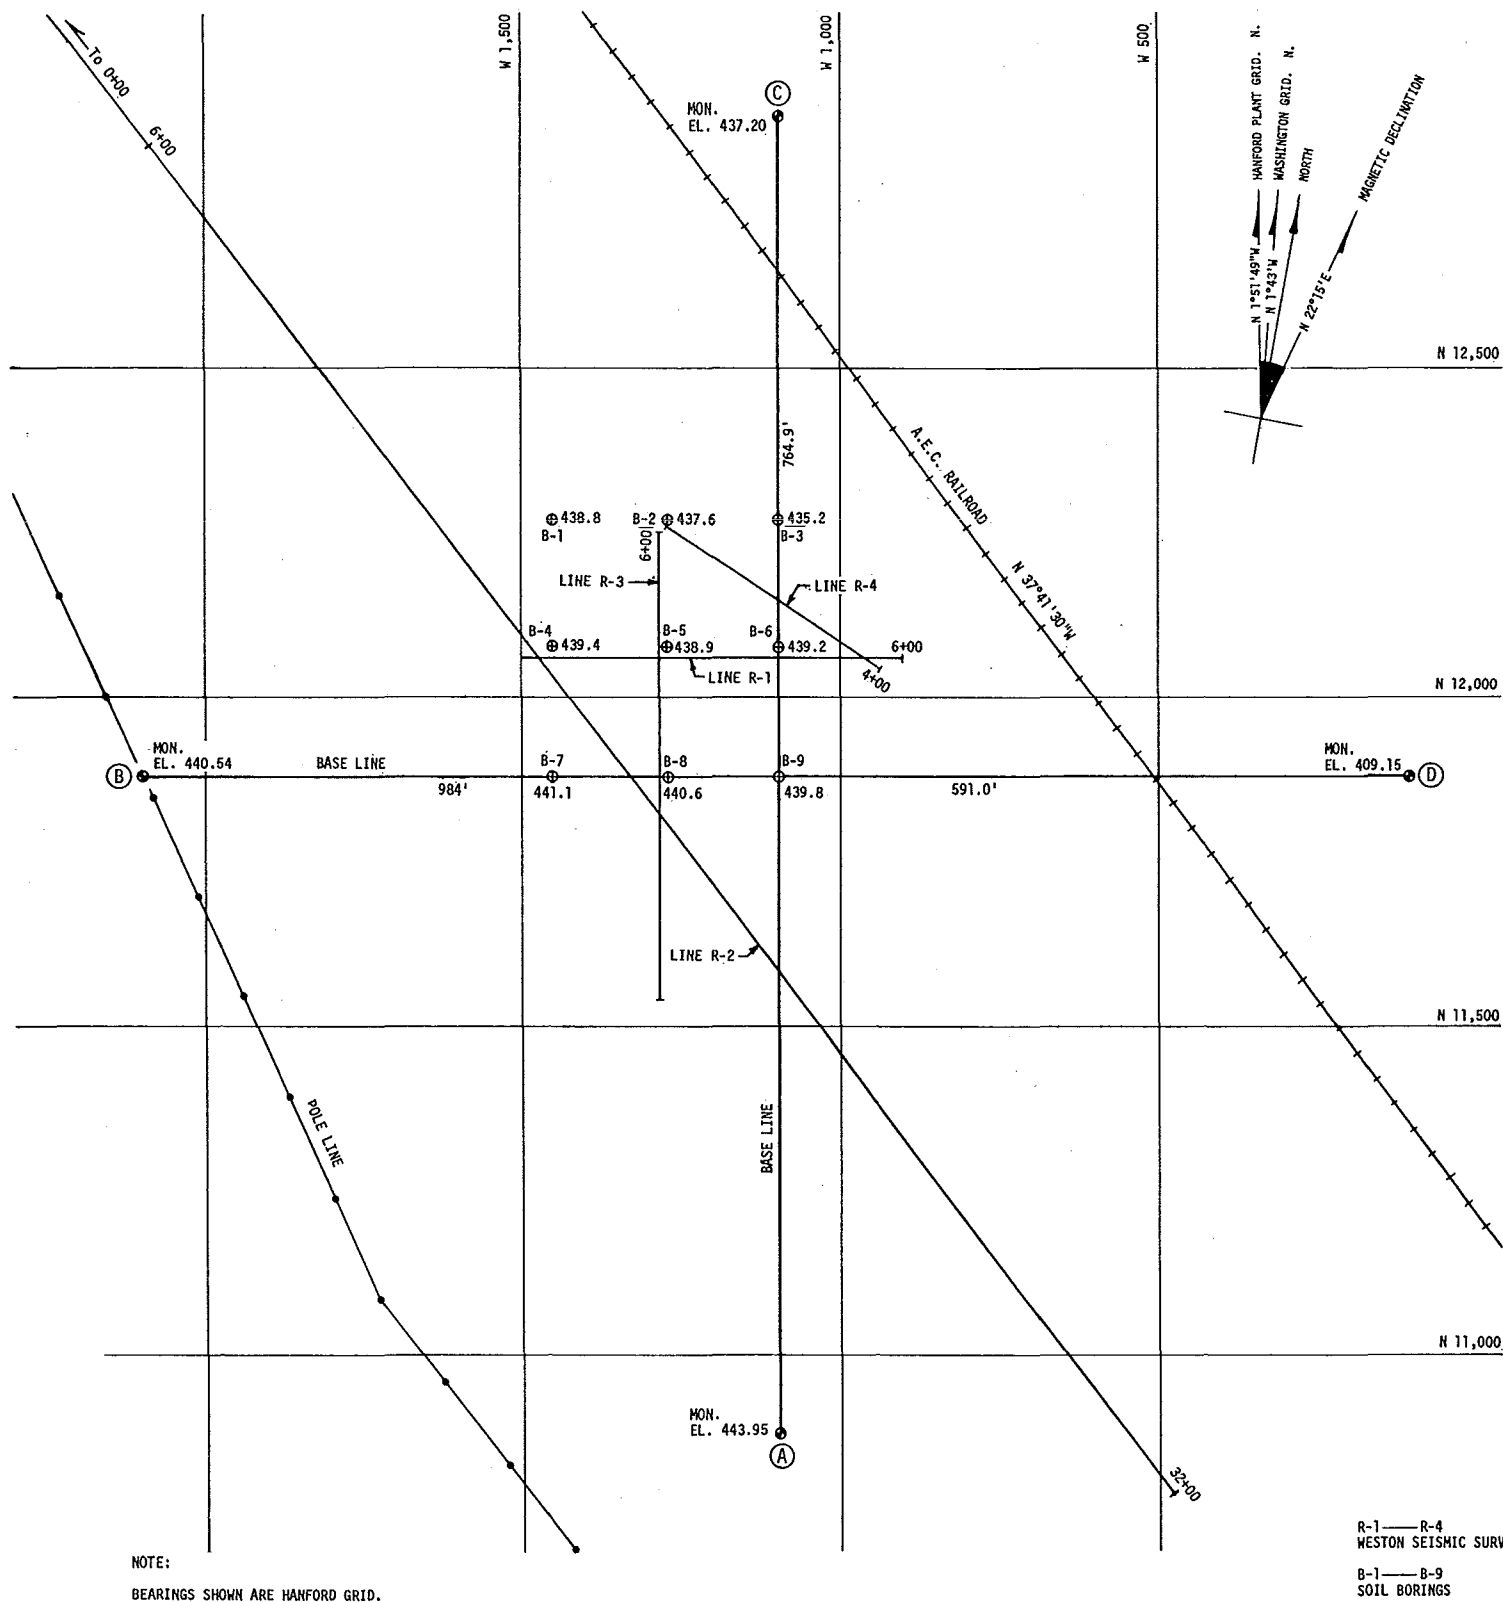 W 1,500
W 1,000
W 500
To 0+00
6+00
C
MON.
EL. 437.20
HANFORD PLANT GRID. N.
WASHINGTON GRID. N.
NORTH
MAGNETIC DECLINATION
N 1°51'49"W
N 1°43'W
N 22°15'E
N 12,500
764.9'
A.E.C. RAILROAD
N 37°41'30"W
438.8
B-1
B-2
437.6
435.2
B-3
6+00
LINE R-3
LINE R-4
B-4
439.4
B-5
438.9
B-6
439.2
6+00
LINE R-1
4+00
N 12,000
B
MON.
EL. 440.54
BASE LINE
984'
B-7
441.1
B-8
440.6
B-9
439.8
591.0'
MON.
EL. 409.15
D
LINE R-2
N 11,500
POLE LINE
BASE LINE
N 11,000
MON.
EL. 443.95
A
32+00
R-1 —— R-4
WESTON SEISMIC SURV
B-1 —— B-9
SOIL BORINGS
NOTE:
BEARINGS SHOWN ARE HANFORD GRID.